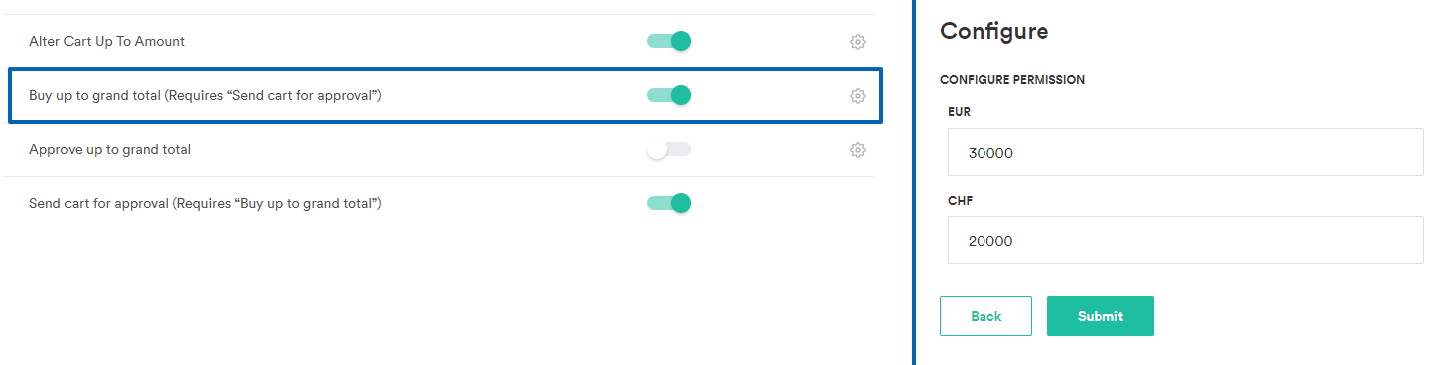 Alter Cart Up To Amount
Buy up to grand total (Requires “Send cart for approval”)
Approve up to grand total
Send cart for approval (Requires “Buy up to grand total”)
Configure
CONFIGURE PERMISSION
EUR
30000
CHF
20000
Back
Submit